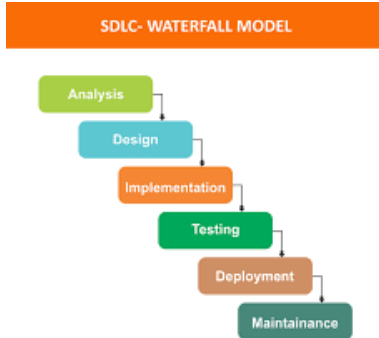 SDLC- WATERFALL MODEL
Analysis
Design
Implementation
Testing
Deployment
Maintainance